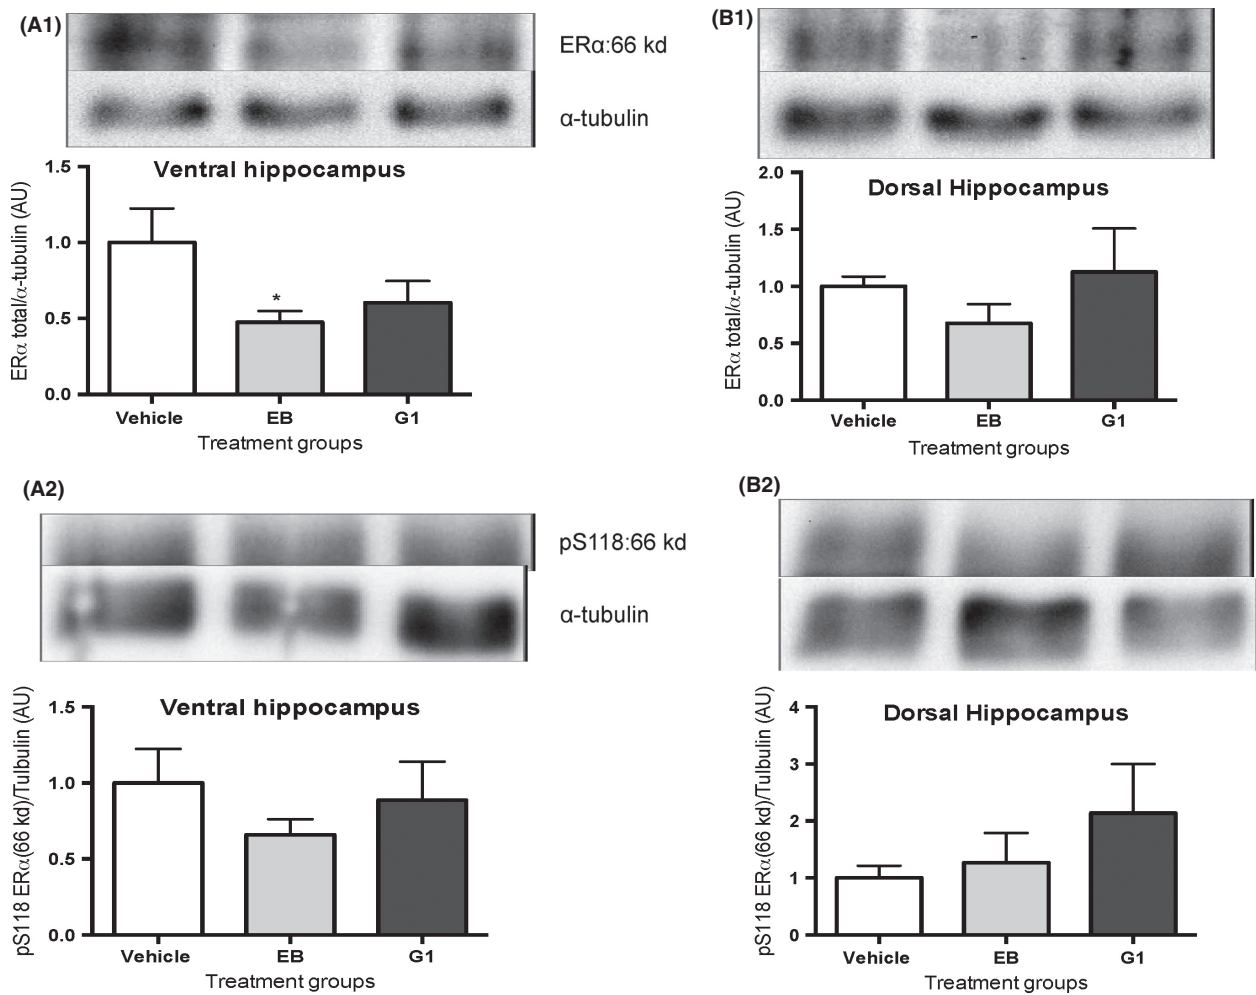 (A1)
ERα:66 kd
α-tubulin
Ventral hippocampus
ERα total/α-tubulin (AU)
1.5
1.0
0.5
0.0
*
Vehicle EB G1
Treatment groups
(B1)
Dorsal Hippocampus
ERα total/α-tubulin (AU)
2.0
1.5
1.0
0.5
0.0
Vehicle EB G1
Treatment groups
(A2)
pS118:66 kd
α-tubulin
Ventral hippocampus
pS118 ERα(66 kd)/Tulbulin (AU)
1.5
1.0
0.5
0.0
Vehicle EB G1
Treatment groups
(B2)
Dorsal Hippocampus
pS118 ERα(66 kd)/Tulbulin (AU)
4
3
2
1
0
Vehicle EB G1
Treatment groups